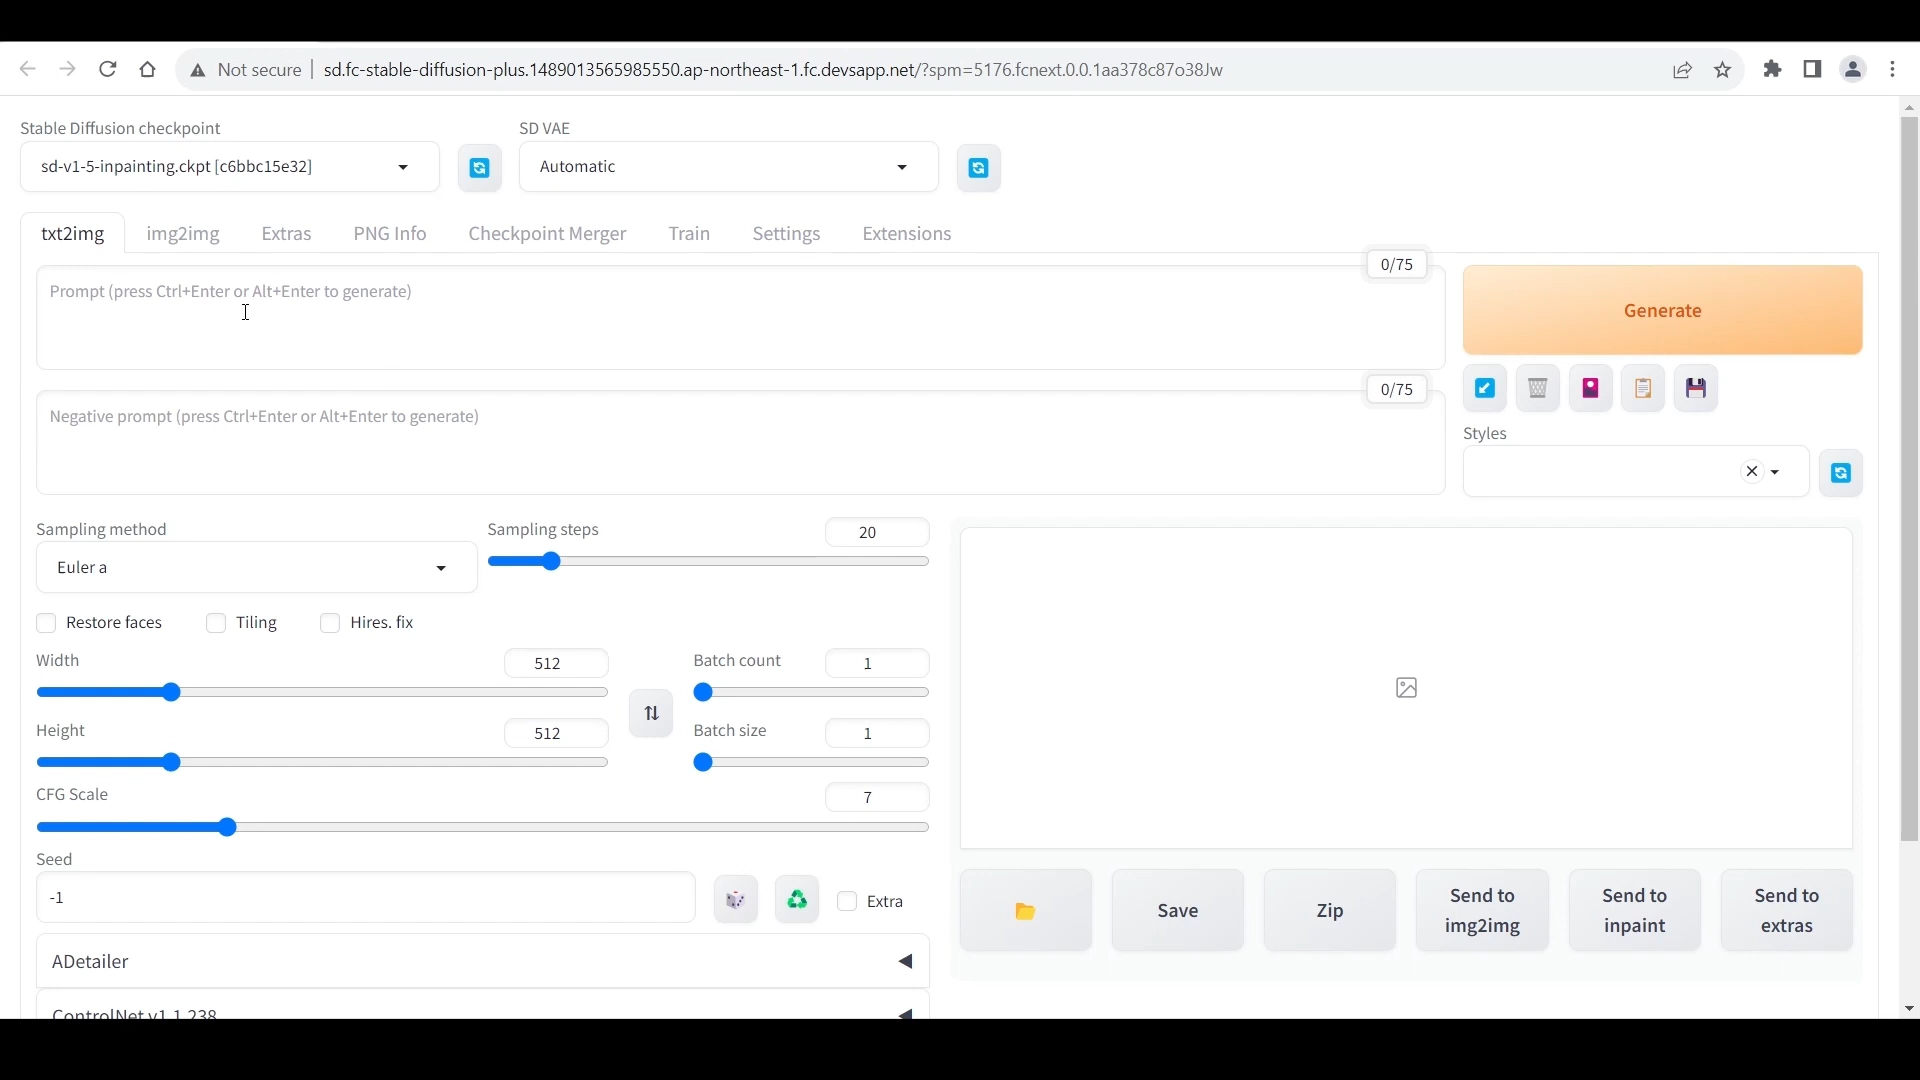 Not secure
sd.fc-stable-diffusion-plus.1489013565985550.ap-northeast-1.fc.devsapp.net/?spm=5176.fcnext.0.0.1aa378c87o38Jw
Stable Diffusion checkpoint
SD VAE
sd-v1-5-inpainting.ckpt [c6bbc15e32]
Automatic
txt2img
img2img
Extras
PNG Info
Checkpoint Merger
Train
Settings
Extensions
0/75
Prompt (press Ctrl+Enter or Alt+Enter to generate)
Generate
0/75
Negative prompt (press Ctrl+Enter or Alt+Enter to generate)
Styles
Sampling method
Sampling steps
20
Euler a
Restore faces
Tiling
Hires. fix
Width
512
Batch count
1
Height
512
Batch size
1
CFG Scale
7
Seed
-1
Extra
Save
Zip
Send to
img2img
Send to
inpaint
Send to
extras
ADetailer
ControlNet v1.1.238